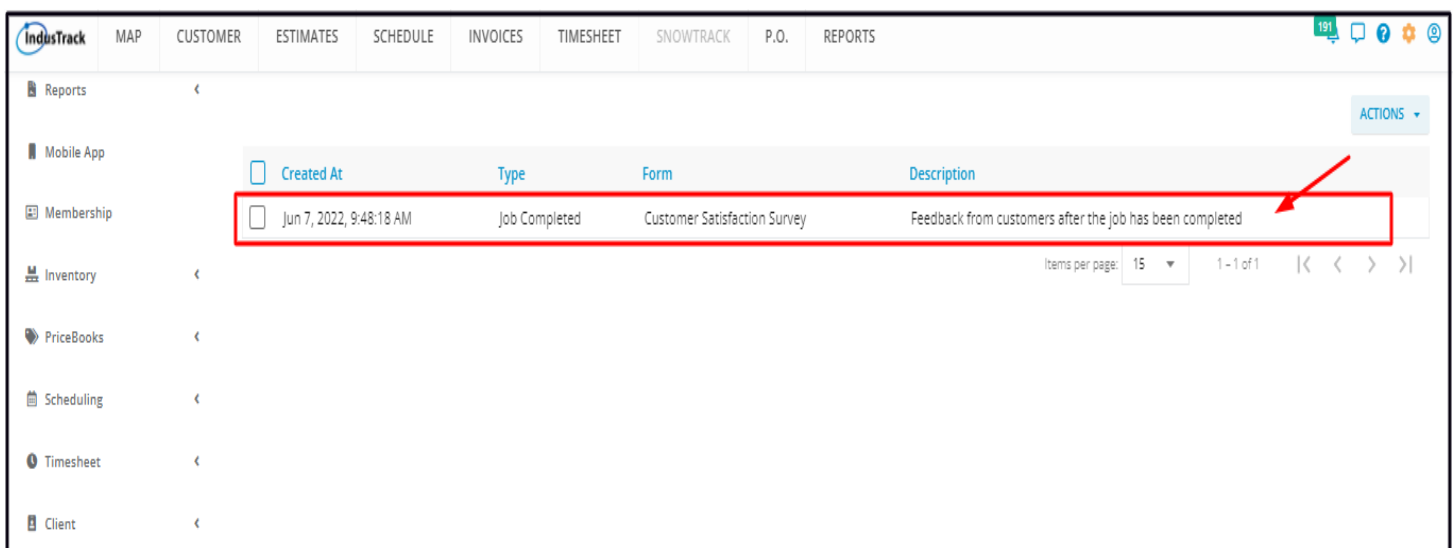 IndusTrack MAP CUSTOMER ESTIMATES SCHEDULE INVOICES TIMESHEET SNOWTRACK P.O. REPORTS 191
Reports
ACTIONS
Mobile App
Created At Type Form Description
Membership
Jun 7, 2022, 9:48:18 AM Job Completed Customer Satisfaction Survey Feedback from customers after the job has been completed
Items per page: 15 1 – 1 of 1
Inventory
PriceBooks
Scheduling
Timesheet
Client